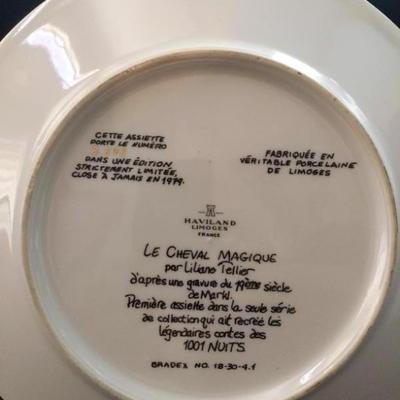 CETTE ASSIETTE
PORTE LE NUMÉRO
DANS UNE ÉDITION
STRICTEMENT LIMITÉE,
CLOSE À JAMAIS EN 1979.
FABRIQUÉE EN
VÉRITABLE PORCELAINE
DE LIMOGES
HAVILAND
LIMOGES
FRANCE
LE CHEVAL MAGIQUE
par Liliane Tellier
d'après une gravure du 19ème siècle
de Markl.
Première assiette dans la seule série
de collection qui ait recréé les
légendaires contes des
1001 NUITS.
BRADEX NO. 18-30-4.1